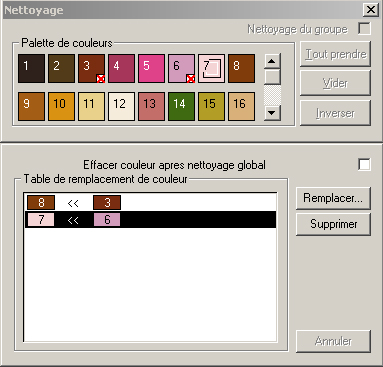 Nettoyage
Nettoyage du groupe
Palette de couleurs
1 2 3 4 5 6 7 8
9 10 11 12 13 14 15 16
Tout prendre
Vider
Inverser
Effacer couleur apres nettoyage global
Table de remplacement de couleur
8 << 3
7 << 6
Remplacer...
Supprimer
Annuler